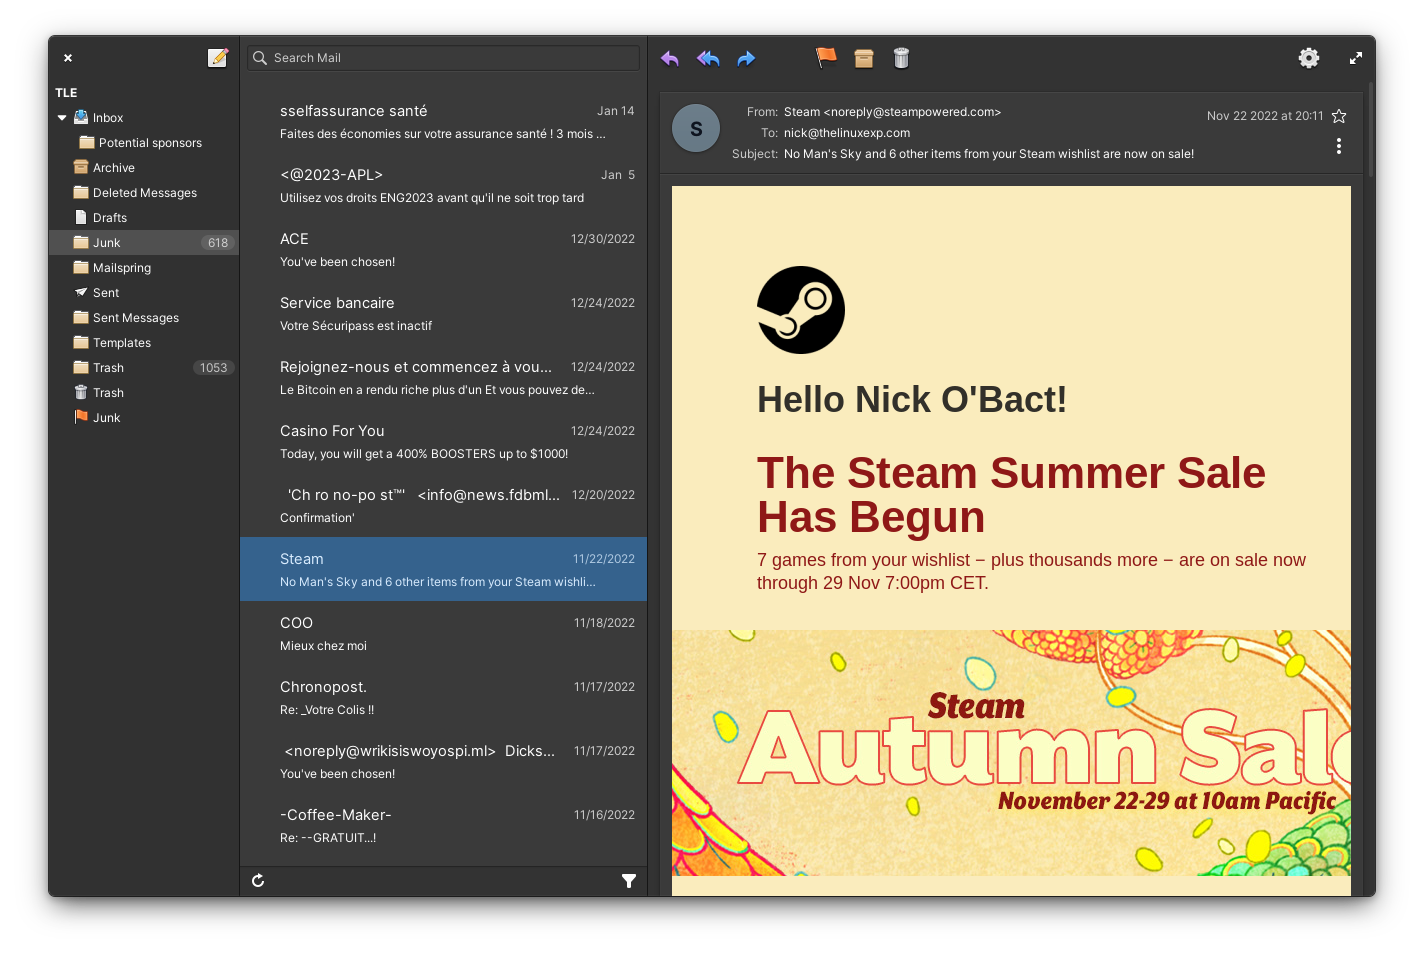 TLE
Inbox
Potential sponsors
Archive
Deleted Messages
Drafts
Junk 618
Mailspring
Sent
Sent Messages
Templates
Trash 1053
Trash
Junk
Search Mail
sselfassurance santé Jan 14
Faites des économies sur votre assurance santé ! 3 mois ...
<@2023-APL> Jan 5
Utilisez vos droits ENG2023 avant qu'il ne soit trop tard
ACE 12/30/2022
You've been chosen!
Service bancaire 12/24/2022
Votre Sécuripass est inactif
Rejoignez-nous et commencez à vou... 12/24/2022
Le Bitcoin en a rendu riche plus d'un Et vous pouvez de...
Casino For You 12/24/2022
Today, you will get a 400% BOOSTERS up to $1000!
'Ch ro no-po st™' <info@news.fdbml... 12/20/2022
Confirmation'
Steam 11/22/2022
No Man's Sky and 6 other items from your Steam wishli...
COO 11/18/2022
Mieux chez moi
Chronopost. 11/17/2022
Re: _Votre Colis !!
<noreply@wrikisiswoyospi.ml> Dicks... 11/17/2022
You've been chosen!
-Coffee-Maker- 11/16/2022
Re: --GRATUIT...!
S
From: Steam <noreply@steampowered.com>
Nov 22 2022 at 20:11
To: nick@thelinuxexp.com
Subject: No Man's Sky and 6 other items from your Steam wishlist are now on sale!
Hello Nick O'Bact!
The Steam Summer Sale
Has Begun
7 games from your wishlist – plus thousands more – are on sale now
through 29 Nov 7:00pm CET.
Steam
Autumn Sale
November 22-29 at 10am Pacific